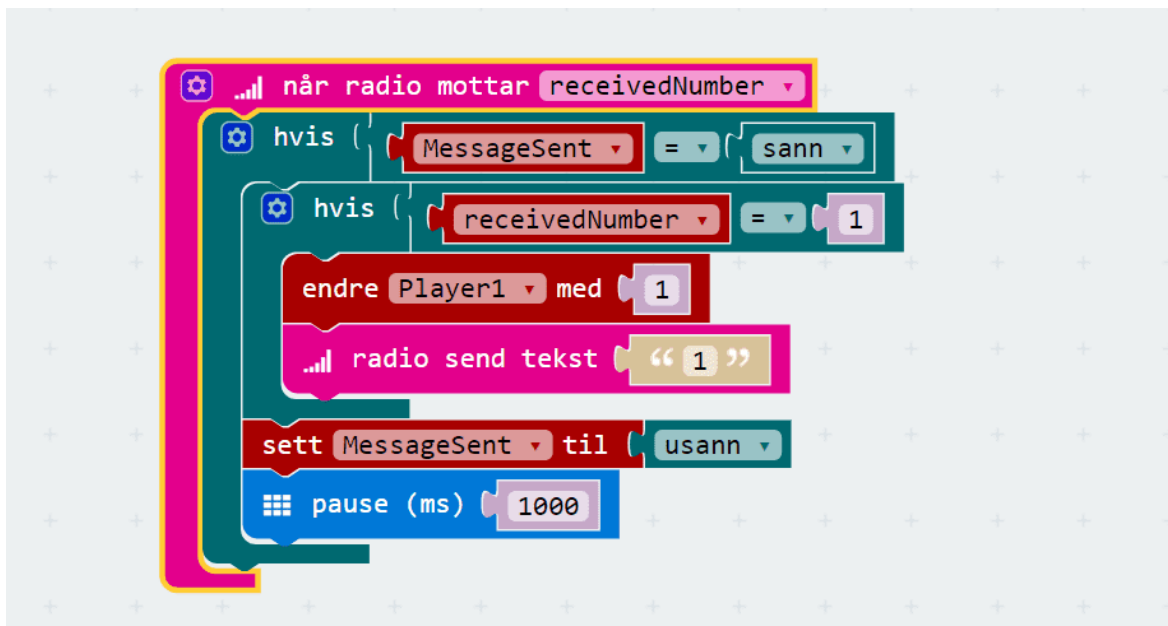 når radio mottar receivedNumber
hvis MessageSent = sann
hvis receivedNumber = 1
endre Player1 med 1
radio send tekst “ 1 ”
sett MessageSent til usann
pause (ms) 1000